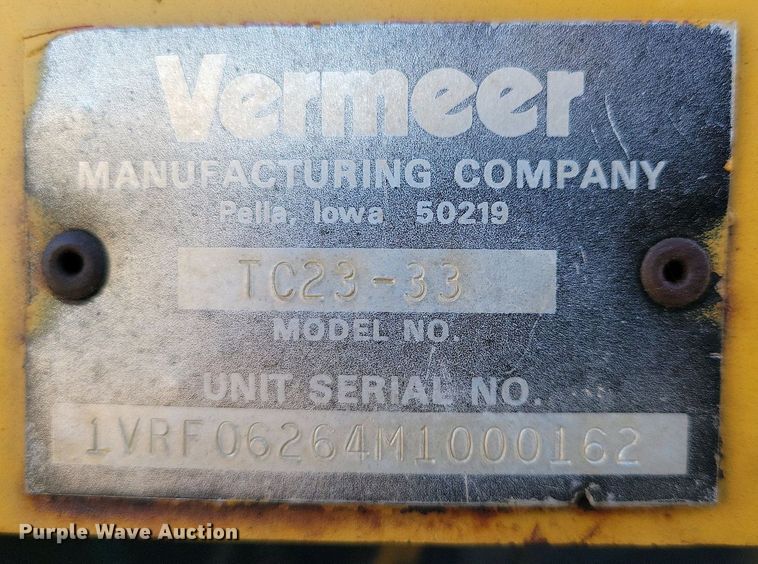 Vermeer
MANUFACTURING COMPANY
Pella, Iowa 50219
TC23-33
MODEL NO.
UNIT SERIAL NO.
1VRF06264M1000162
Purple Wave Auction